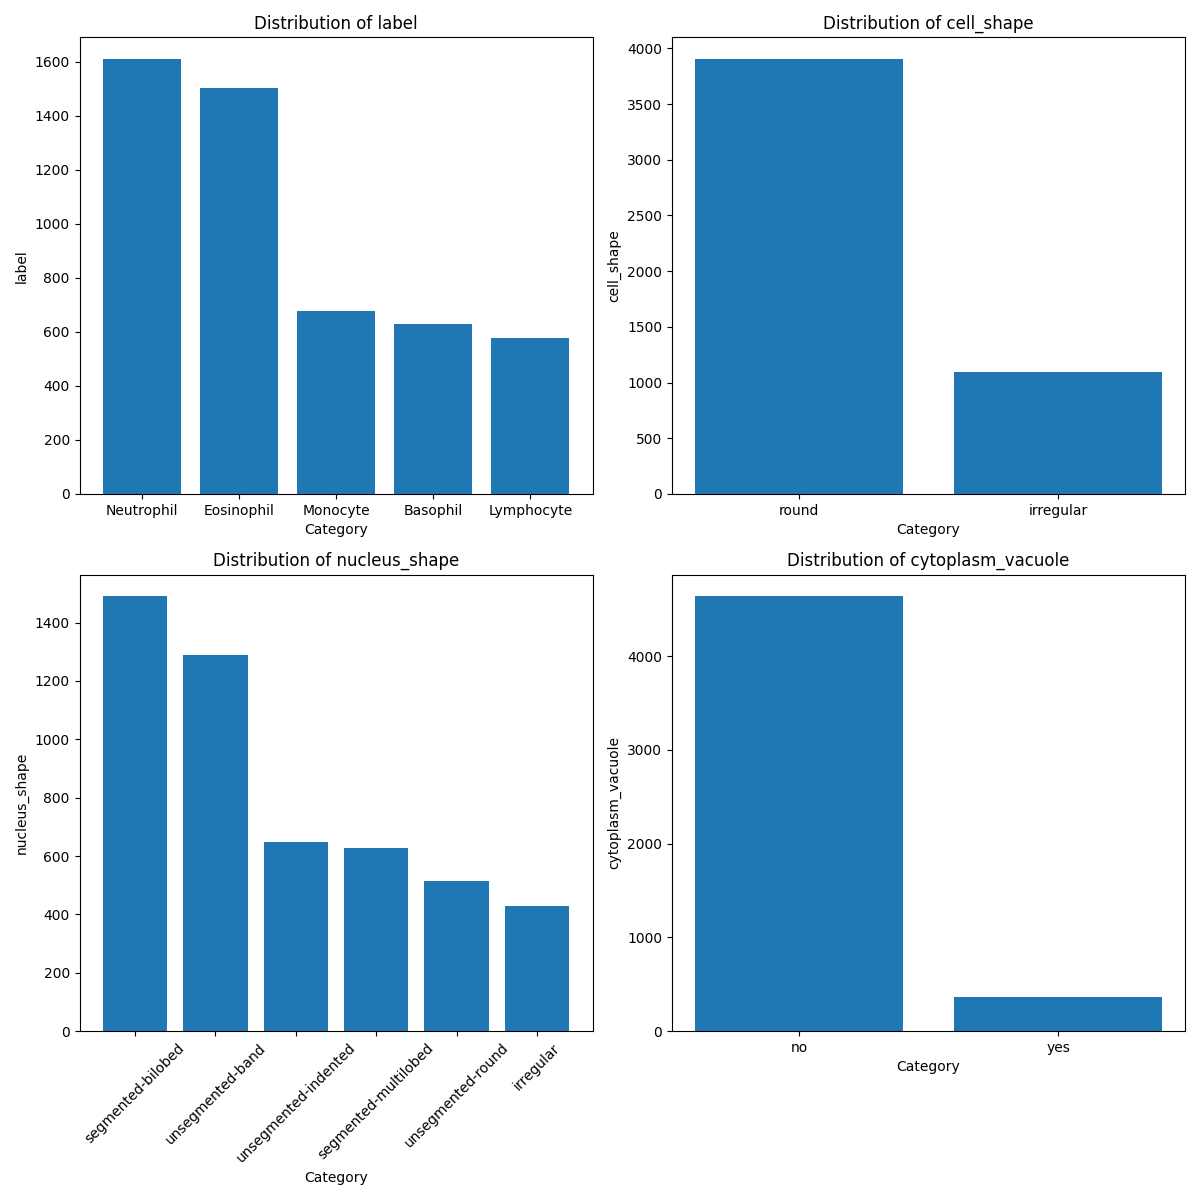 Distribution of label
1600
1400
1200
1000
800
600
400
200
0
label
Neutrophil Eosinophil Monocyte Basophil Lymphocyte
Category
Distribution of cell_shape
4000
3500
3000
2500
2000
1500
1000
500
0
cell_shape
round irregular
Category
Distribution of nucleus_shape
1400
1200
1000
800
600
400
200
0
nucleus_shape
segmented-bilobed
unsegmented-band
unsegmented-indented
segmented-multilobed
unsegmented-round
irregular
Category
Distribution of cytoplasm_vacuole
4000
3000
2000
1000
0
cytoplasm_vacuole
no yes
Category